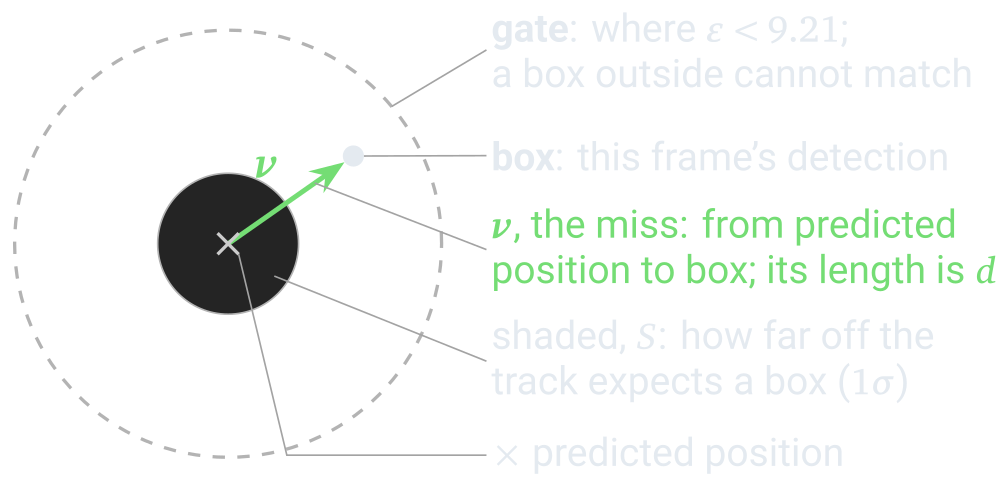 gate: where ε < 9.21;
a box outside cannot match
box: this frame’s detection
ν
ν, the miss: from predicted
position to box; its length is d
shaded, S: how far off the
track expects a box (1σ)
× predicted position